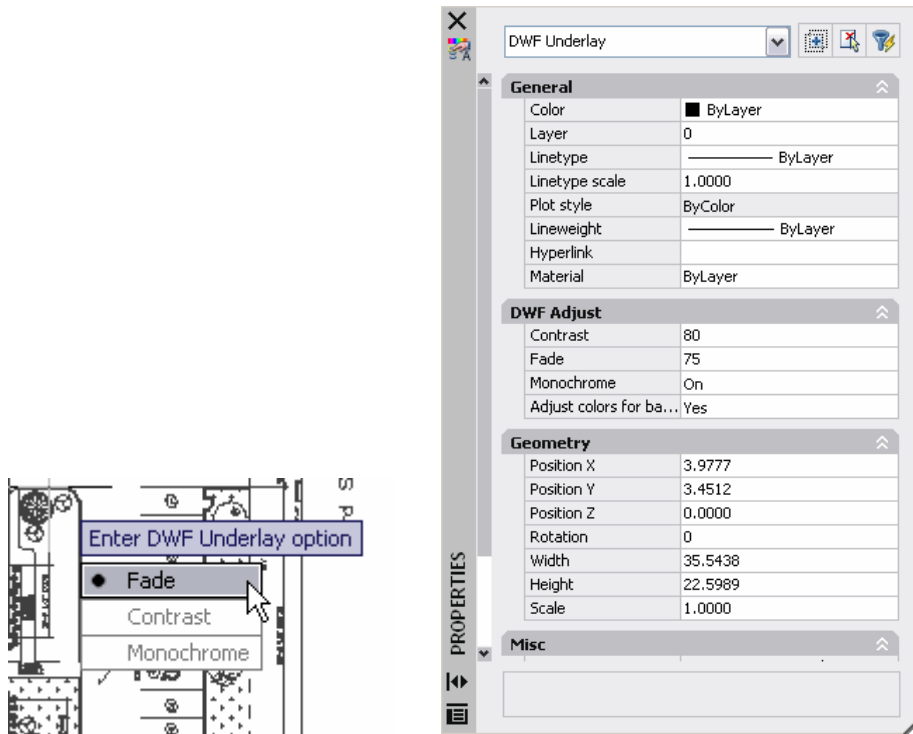 Enter DWF Underlay option
Fade
Contrast
Monochrome
DWF Underlay
General
Color ByLayer
Layer 0
Linetype ByLayer
Linetype scale 1.0000
Plot style ByColor
Lineweight ByLayer
Hyperlink
Material ByLayer
DWF Adjust
Contrast 80
Fade 75
Monochrome On
Adjust colors for ba... Yes
Geometry
Position X 3.9777
Position Y 3.4512
Position Z 0.0000
Rotation 0
Width 35.5438
Height 22.5989
Scale 1.0000
Misc
PROPERTIES